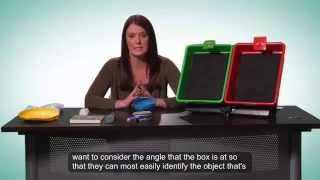 want to consider the angle that the box is at so
that they can most easily identify the object that's